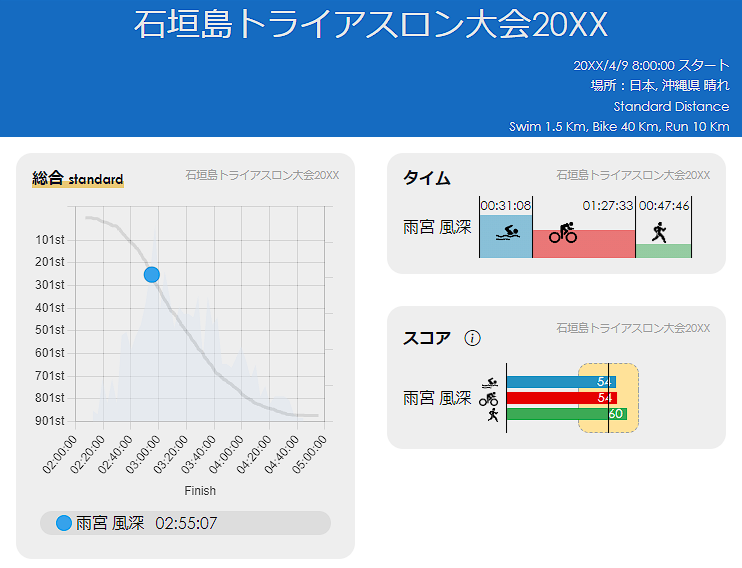 石垣島トライアスロン大会20XX
20XX/4/9 8:00:00 スタート
場所：日本, 沖縄県 晴れ
Standard Distance
Swim 1.5 Km, Bike 40 Km, Run 10 Km
総合 standard
石垣島トライアスロン大会20XX
101st
201st
301st
401st
501st
601st
701st
801st
901st
02:00:00
02:20:00
02:40:00
03:00:00
03:20:00
03:40:00
04:00:00
04:20:00
04:40:00
05:00:00
Finish
雨宮 風深 02:55:07
タイム
石垣島トライアスロン大会20XX
00:31:08 01:27:33 00:47:46
雨宮 風深
スコア
石垣島トライアスロン大会20XX
54
雨宮 風深
54
60